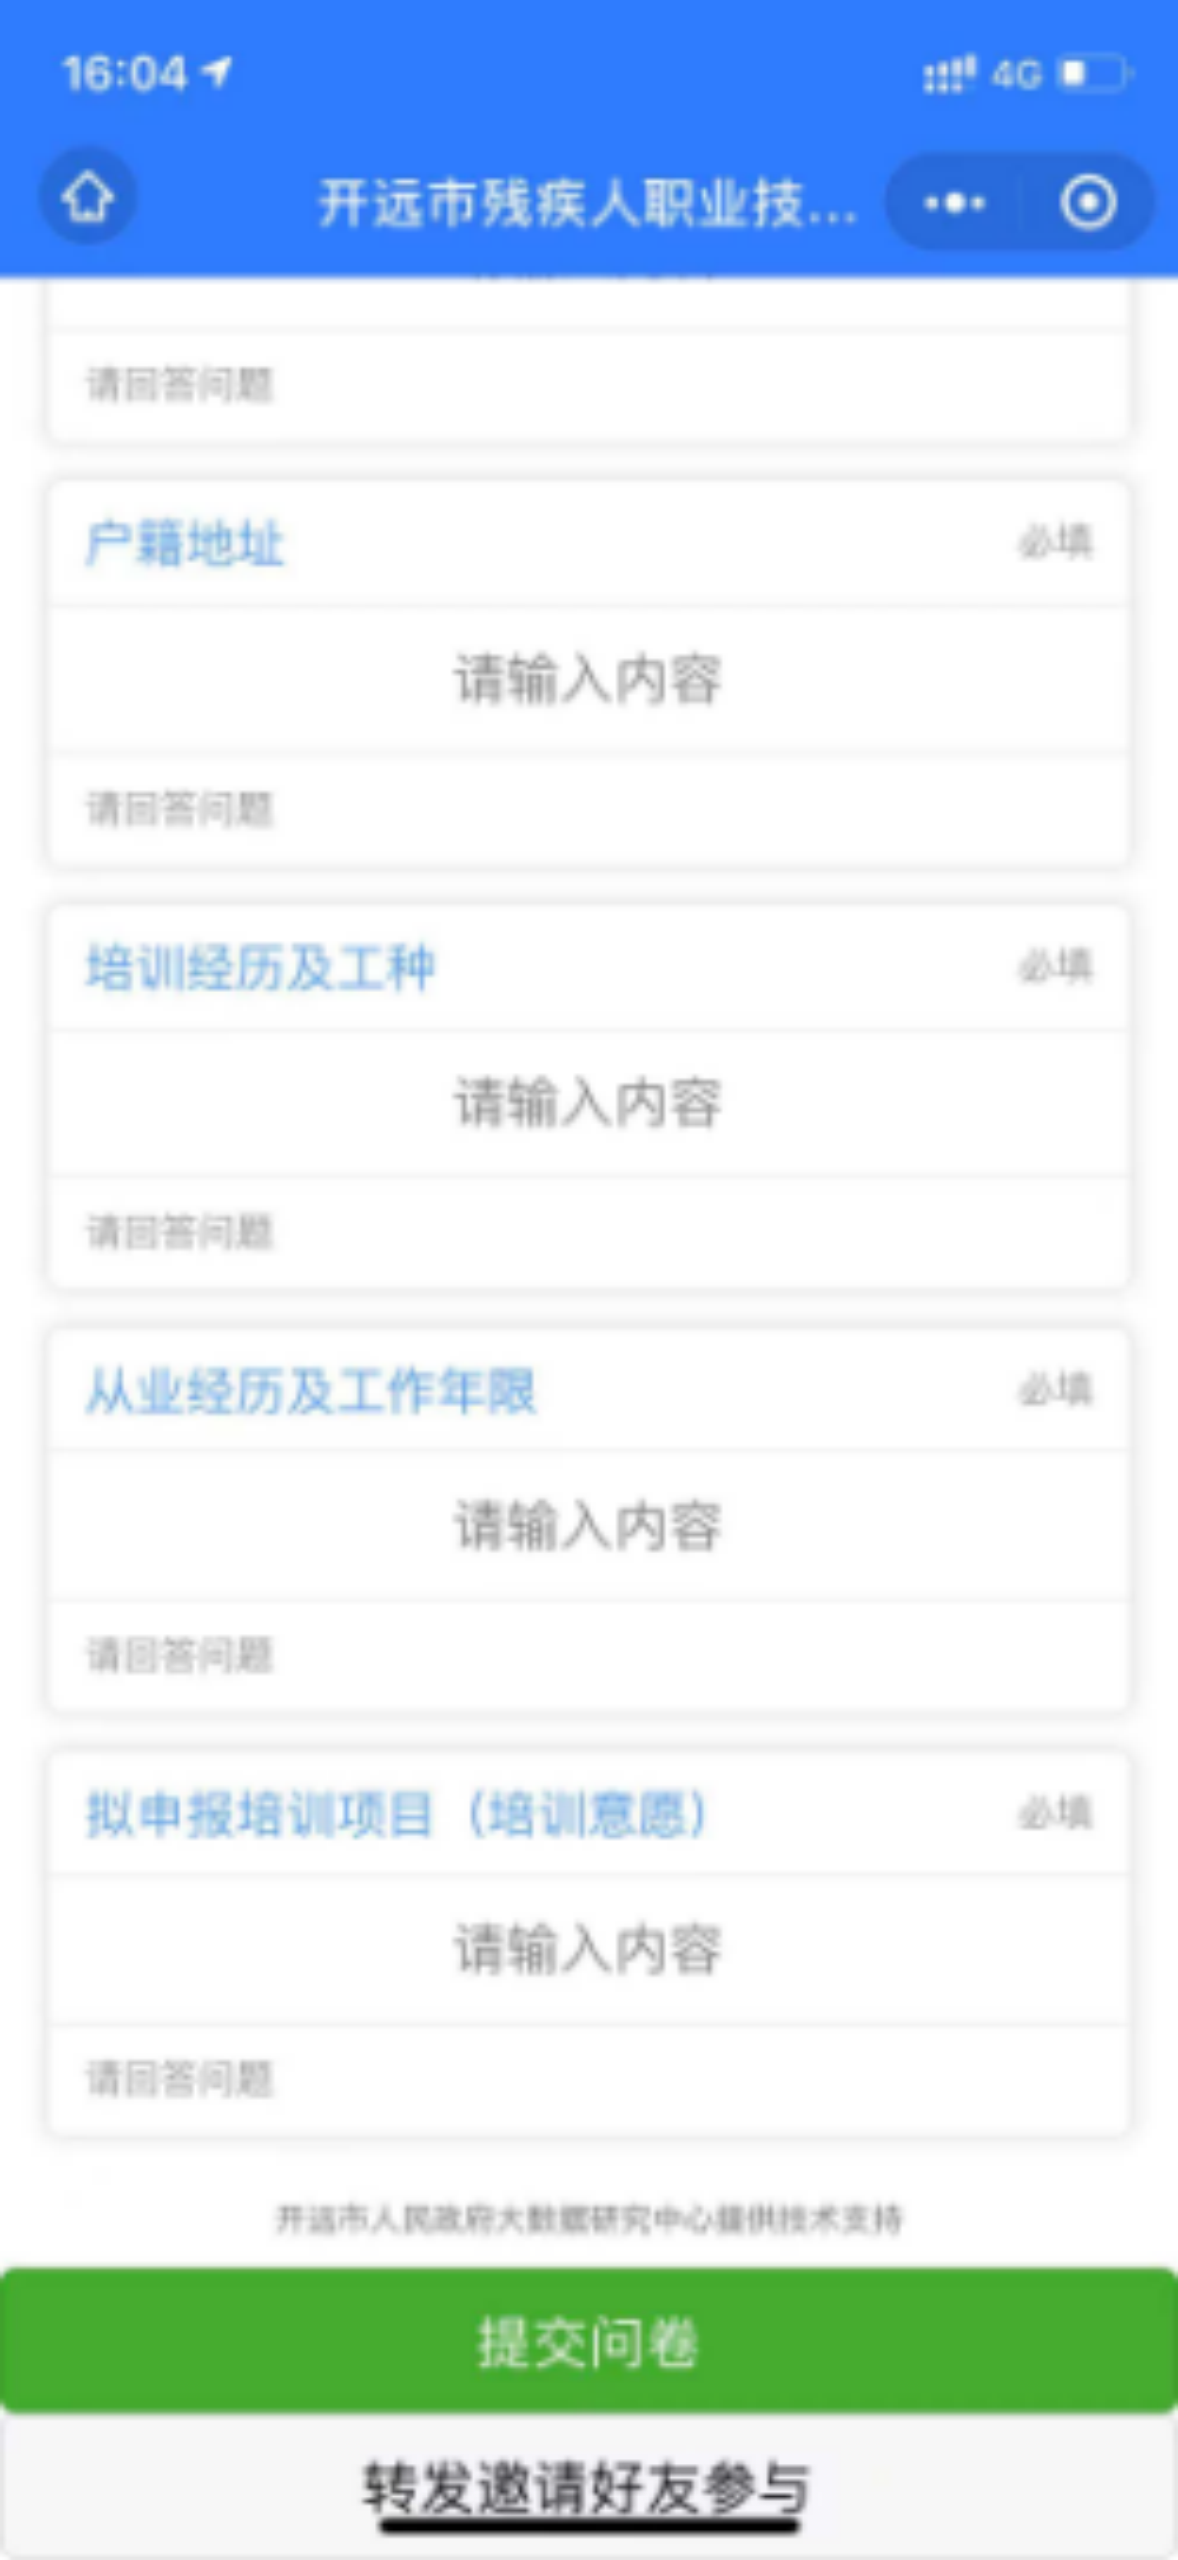 16:04
4G
开远市残疾人职业技...
请回答问题
户籍地址
必填
请输入内容
请回答问题
培训经历及工种
必填
请输入内容
请回答问题
从业经历及工作年限
必填
请输入内容
请回答问题
拟申报培训项目（培训意愿）
必填
请输入内容
请回答问题
开远市人民政府大数据研究中心提供技术支持
提交问卷
转发邀请好友参与